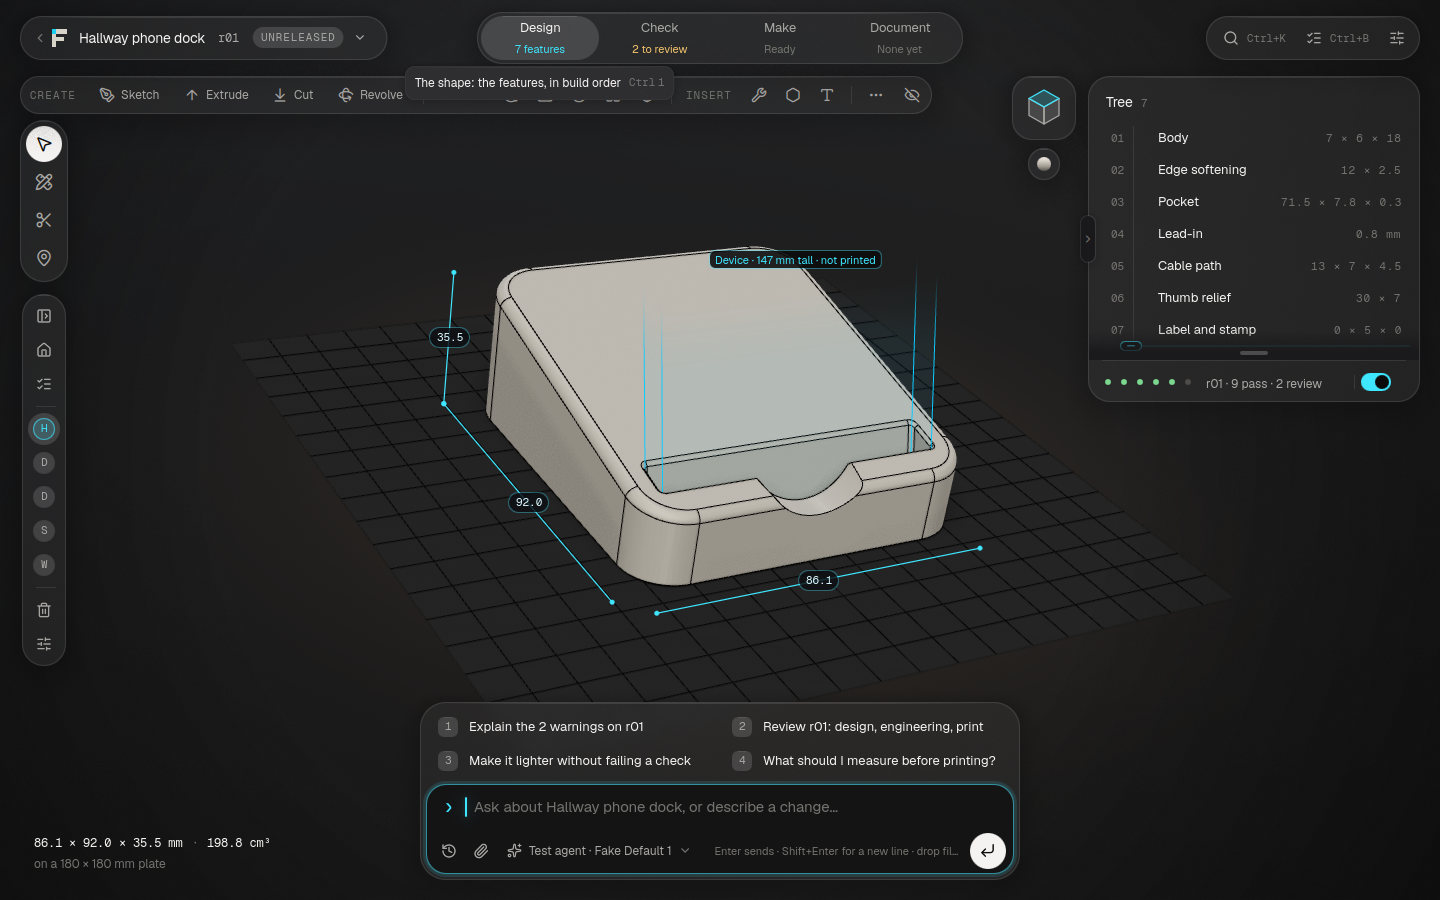 Hallway phone dock r01 UNRELEASED
Design
7 features
Check
2 to review
Make
Ready
Document
None yet
Ctrl+K
Ctrl+B
The shape: the features, in build order Ctrl 1
CREATE
Sketch
Extrude
Cut
Revolve
INSERT
Tree 7
01 Body 7 × 6 × 18
02 Edge softening 12 × 2.5
03 Pocket 71.5 × 7.8 × 0.3
04 Lead-in 0.8 mm
05 Cable path 13 × 7 × 4.5
06 Thumb relief 30 × 7
07 Label and stamp 0 × 5 × 0
r01 · 9 pass · 2 review
Device · 147 mm tall · not printed
35.5
92.0
86.1
H
D
D
S
W
1 Explain the 2 warnings on r01
2 Review r01: design, engineering, print
3 Make it lighter without failing a check
4 What should I measure before printing?
Ask about Hallway phone dock, or describe a change...
Test agent · Fake Default 1
Enter sends · Shift+Enter for a new line · drop fil...
86.1 × 92.0 × 35.5 mm · 198.8 cm³
on a 180 × 180 mm plate